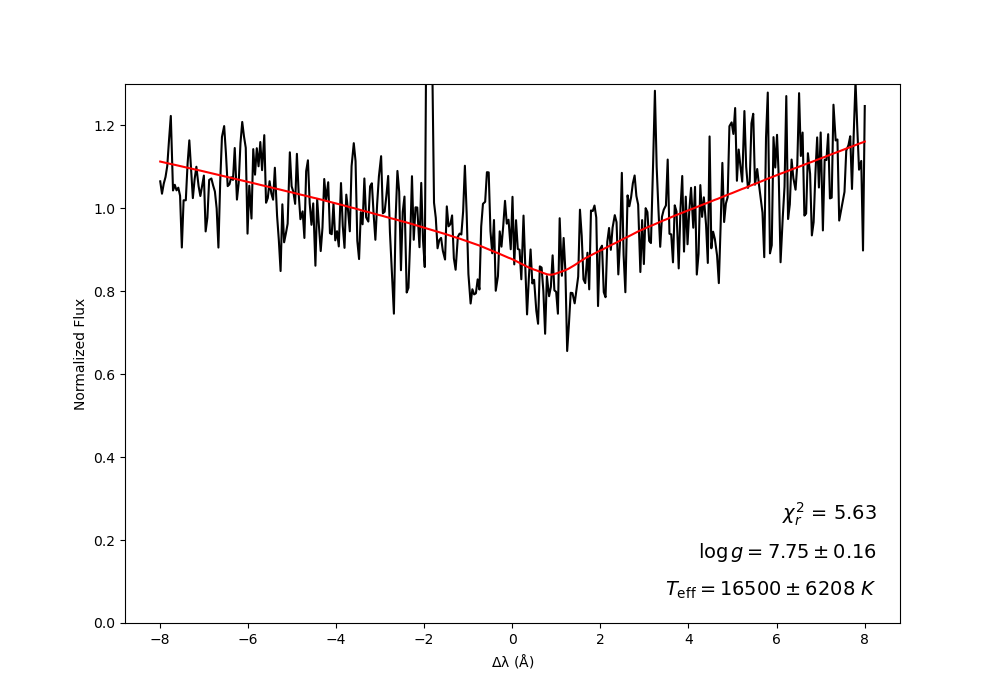 1.2
1.0
0.8
0.6
0.4
0.2
0.0
Normalized Flux
χ²ᵣ = 5.63
log g = 7.75 ± 0.16
T_eff = 16500 ± 6208 K
−8 −6 −4 −2 0 2 4 6 8
Δλ (Å)